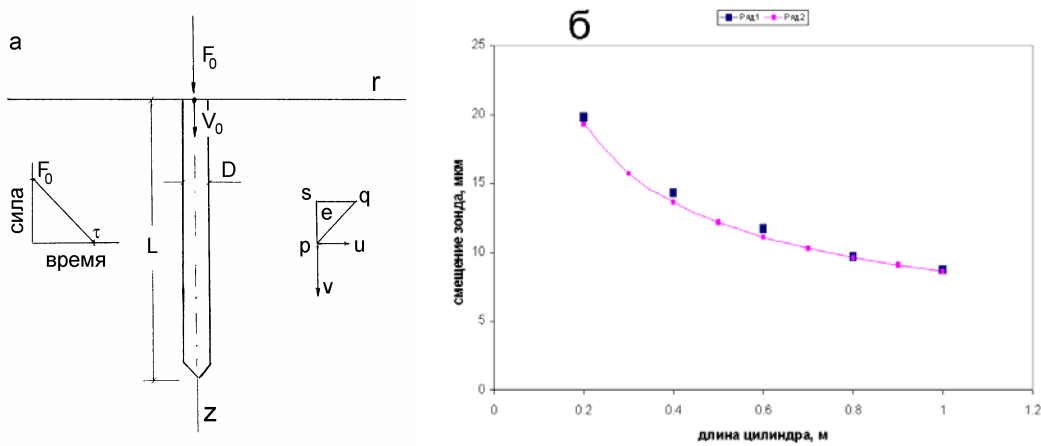 а
F₀
r
V₀
D
F₀
сила
τ
время
L
s
q
e
p
u
v
z
б
Ряд1
Ряд2
25
20
15
10
5
0
смещение зонда, мкм
0
0.2
0.4
0.6
0.8
1
1.2
длина цилиндра, м